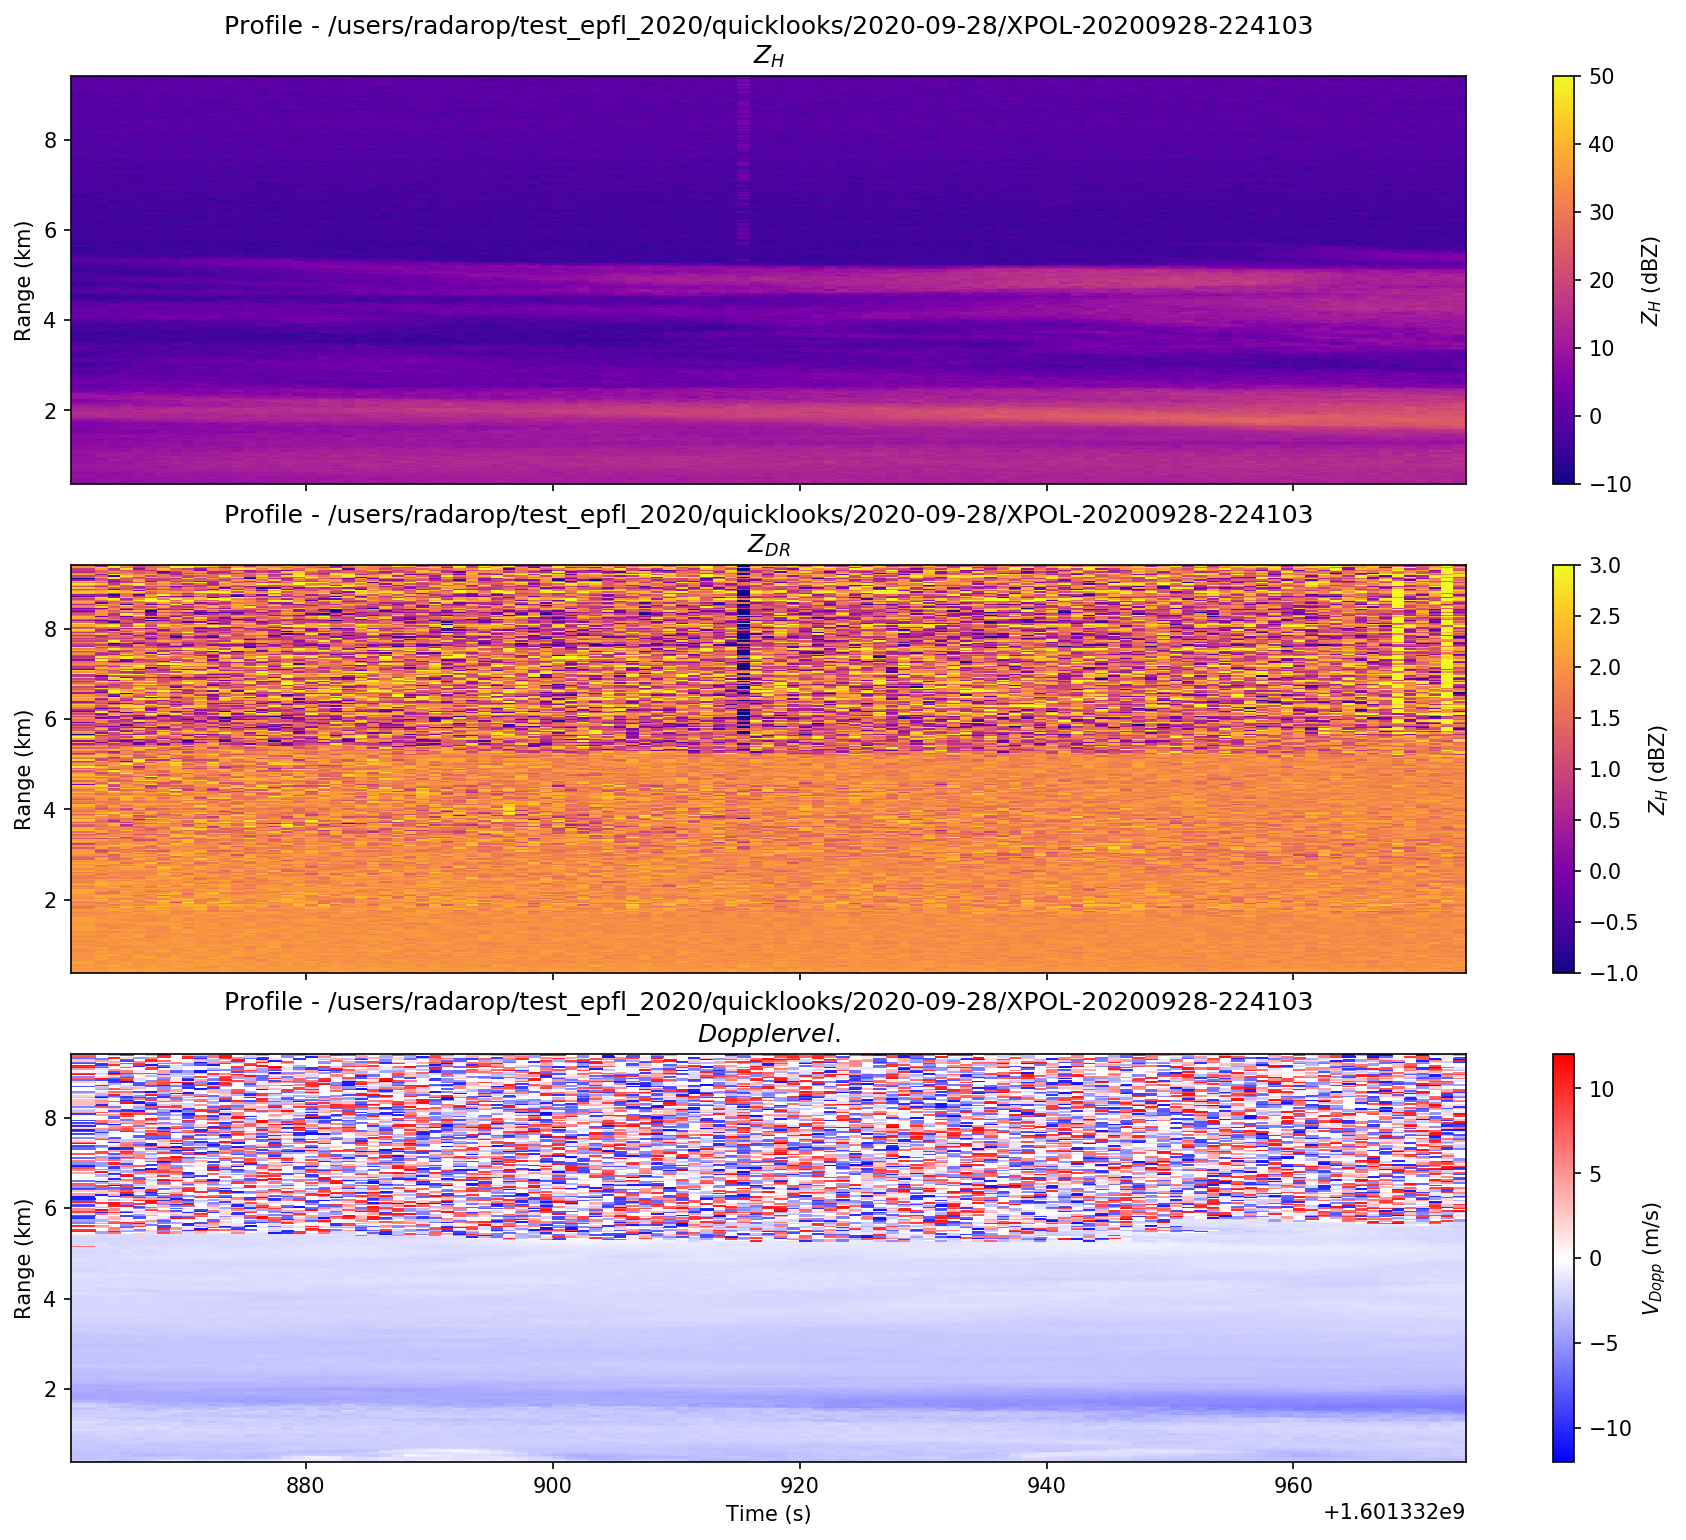 Profile - /users/radarop/test_epfl_2020/quicklooks/2020-09-28/XPOL-20200928-224103
Z_H
Range (km)
8
6
4
2
50
40
30
20
10
0
−10
Z_H (dBZ)
Profile - /users/radarop/test_epfl_2020/quicklooks/2020-09-28/XPOL-20200928-224103
Z_DR
Range (km)
8
6
4
2
3.0
2.5
2.0
1.5
1.0
0.5
0.0
−0.5
−1.0
Z_H (dBZ)
Profile - /users/radarop/test_epfl_2020/quicklooks/2020-09-28/XPOL-20200928-224103
Dopplervel.
Range (km)
8
6
4
2
10
5
0
−5
−10
V_Dopp (m/s)
880 900 920 940 960
Time (s)
+1.601332e9